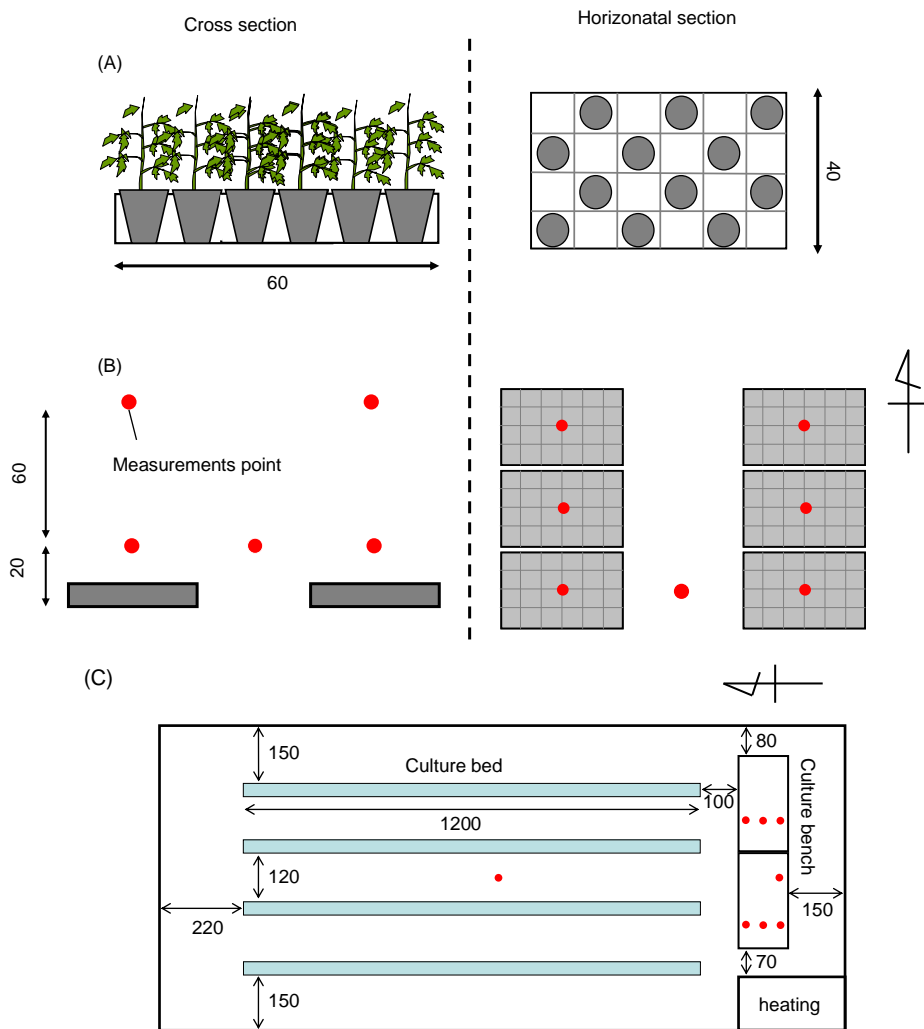 Cross section
Horizonatal section
(A)
60
40
(B)
Measurements point
60
20
(C)
150
80
Culture bed
Culture bench
100
1200
120
220
150
70
150
heating